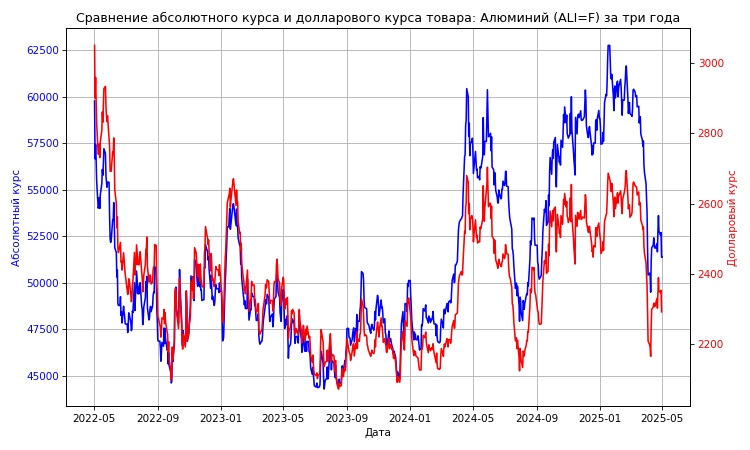 Сравнение абсолютного курса и долларового курса товара: Алюминий (ALI=F) за три года
62500
60000
57500
55000
52500
50000
47500
45000
Абсолютный курс
3000
2800
2600
2400
2200
Долларовый курс
2022-05 2022-09 2023-01 2023-05 2023-09 2024-01 2024-05 2024-09 2025-01 2025-05
Дата